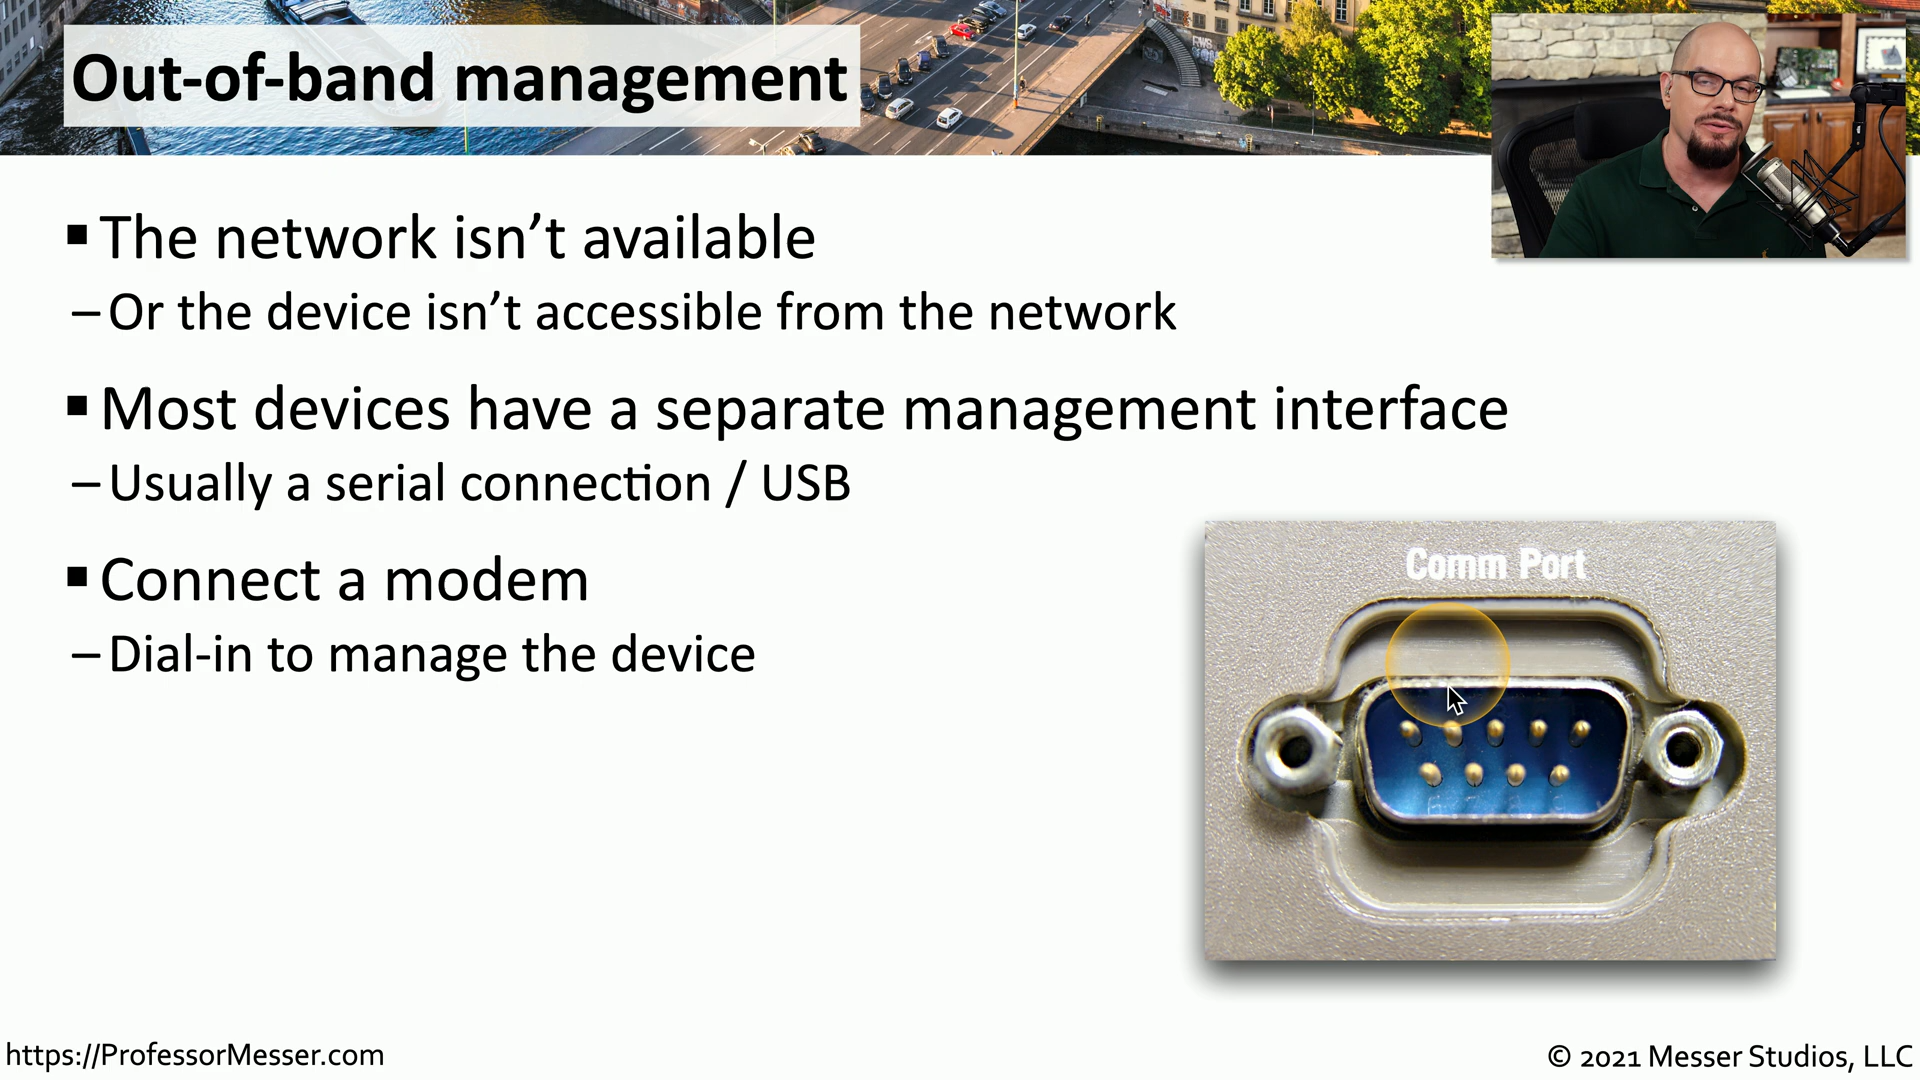 Out-of-band management
▪ The network isn’t available
– Or the device isn’t accessible from the network
▪ Most devices have a separate management interface
– Usually a serial connection / USB
▪ Connect a modem
– Dial-in to manage the device
Comm Port
https://ProfessorMesser.com
© 2021 Messer Studios, LLC